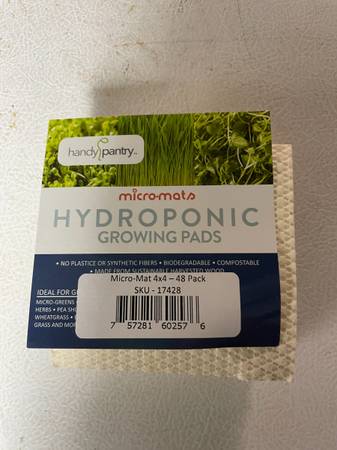 handy pantry
micro-mats
HYDROPONIC
GROWING PADS
• NO PLASTICE OR SYNTHETIC FIBERS • BIODEGRADABLE • COMPOSTABLE
• MADE FROM SUSTAINABLE HARVESTED WOOD
Micro-Mat 4x4 – 48 Pack
SKU - 17428
7 57281 60257 6
IDEAL FOR
MICRO-GREENS
HERBS • PEA
WHEATGRASS •
GRASS AND